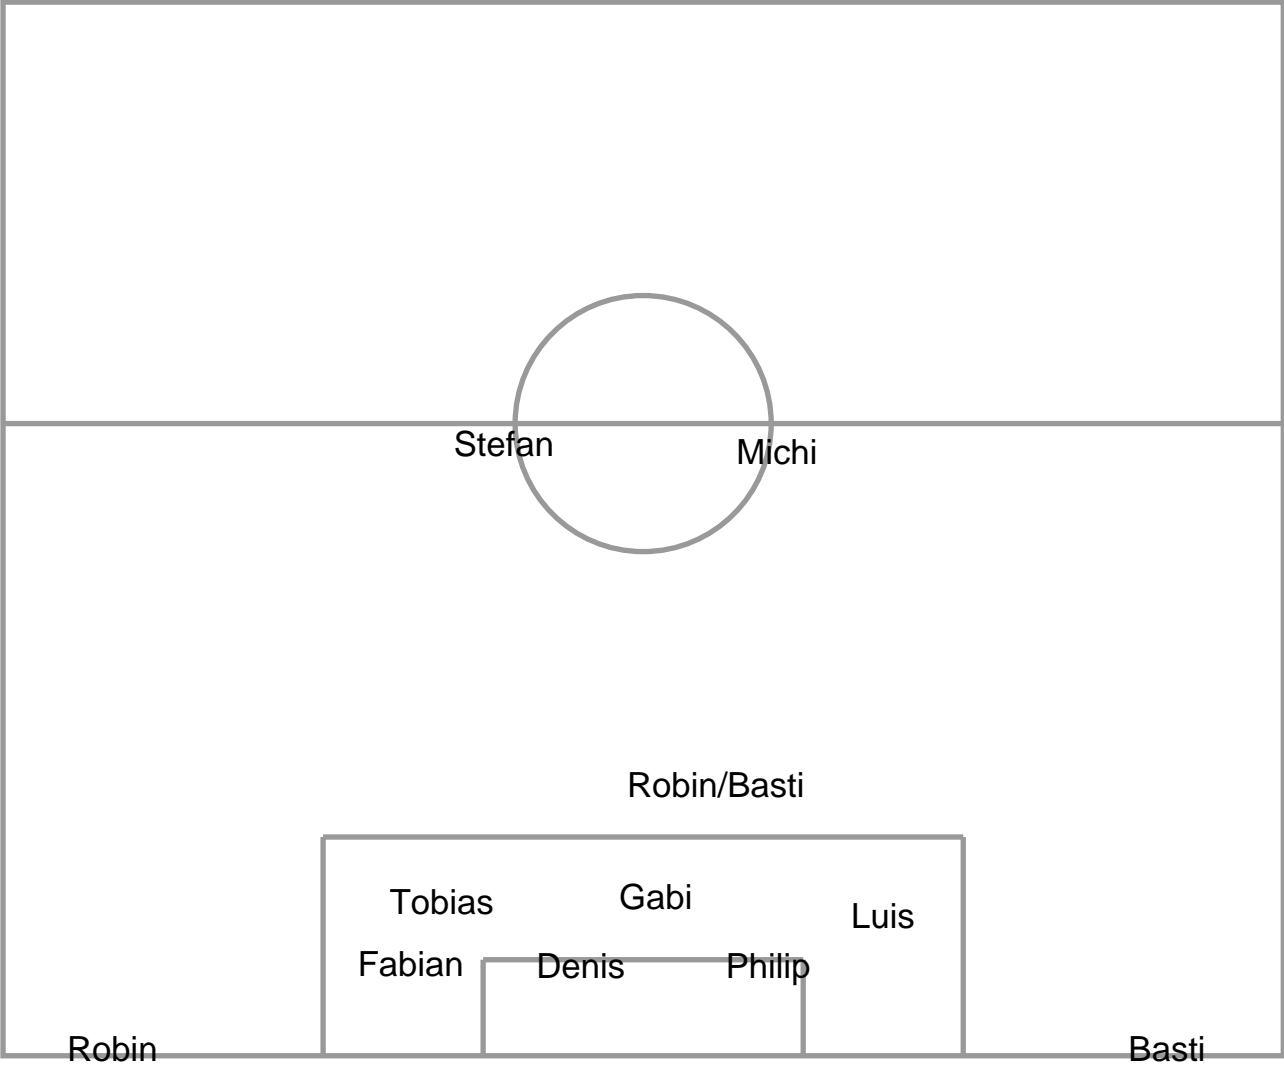 Stefan
Michi
Robin/Basti
Tobias
Gabi
Luis
Fabian
Denis
Philip
Robin
Basti